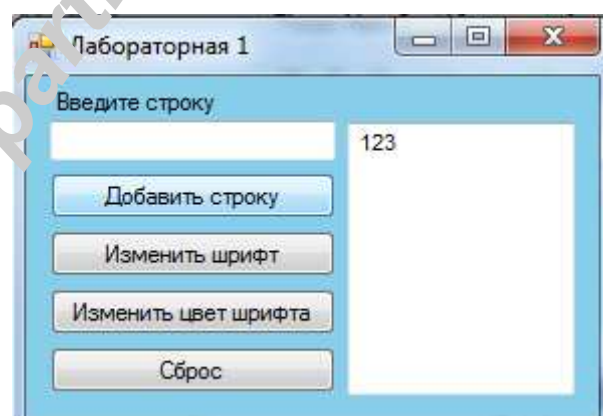 Лабораторная 1
Введите строку
123
Добавить строку
Изменить шрифт
Изменить цвет шрифта
Сброс